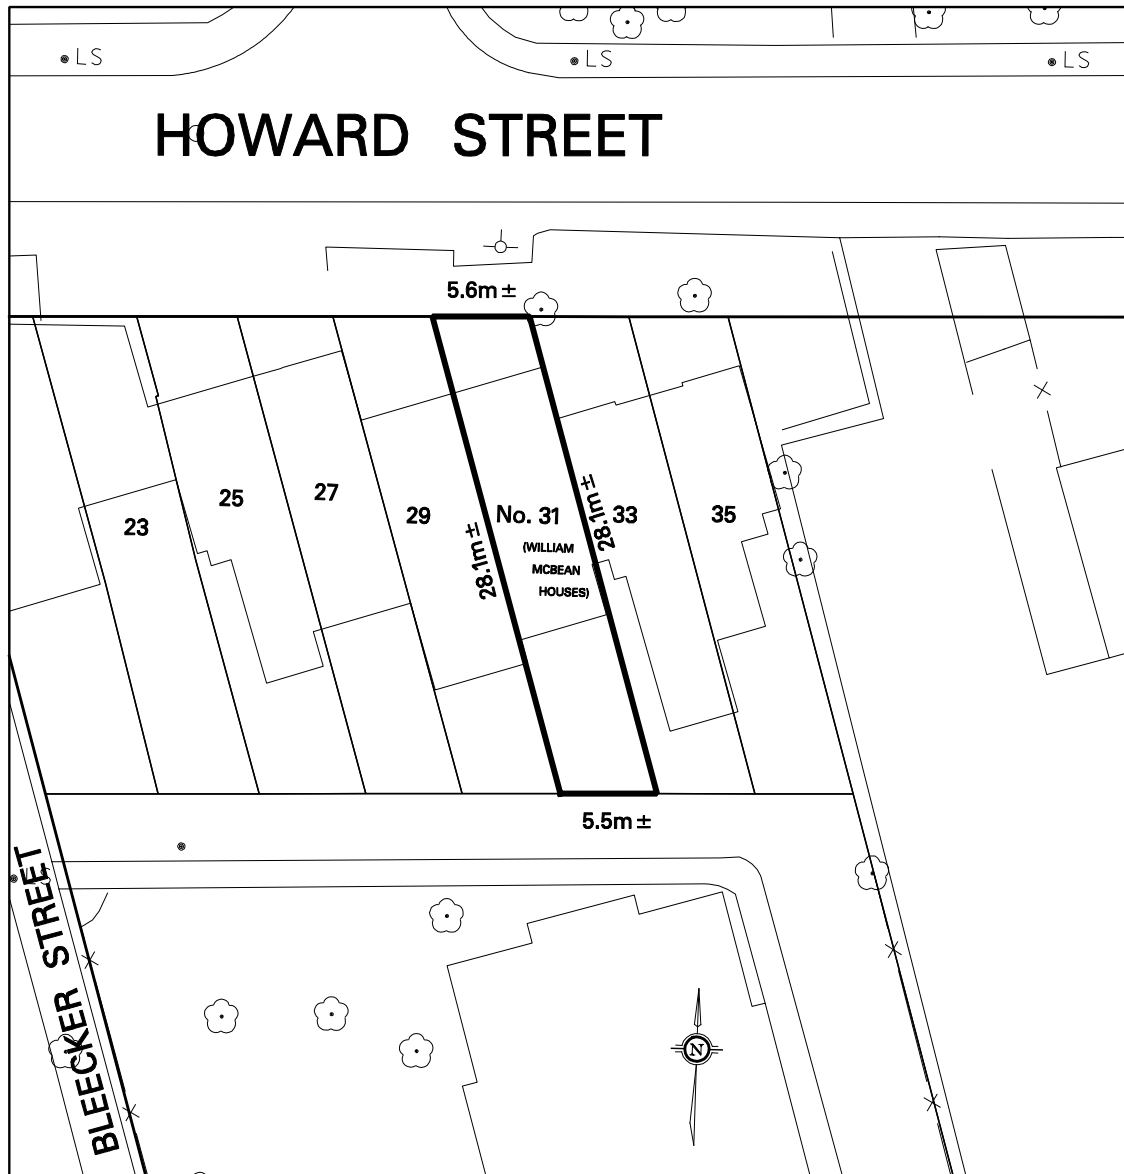 LS
LS
LS
HOWARD STREET
5.6m ±
23
25
27
29
No. 31
(WILLIAM
MCBEAN
HOUSES)
33
35
28.1m ±
28.1m ±
5.5m ±
BLEECKER STREET
N